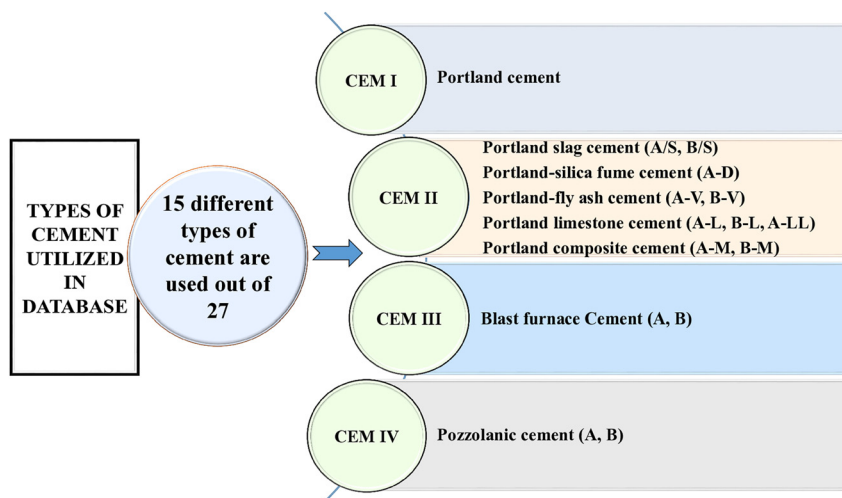 TYPES OF
CEMENT
UTILIZED
IN
DATABASE
15 different
types of
cement are
used out of
27
CEM I
Portland cement
CEM II
Portland slag cement (A/S, B/S)
Portland-silica fume cement (A-D)
Portland-fly ash cement (A-V, B-V)
Portland limestone cement (A-L, B-L, A-LL)
Portland composite cement (A-M, B-M)
CEM III
Blast furnace Cement (A, B)
CEM IV
Pozzolanic cement (A, B)